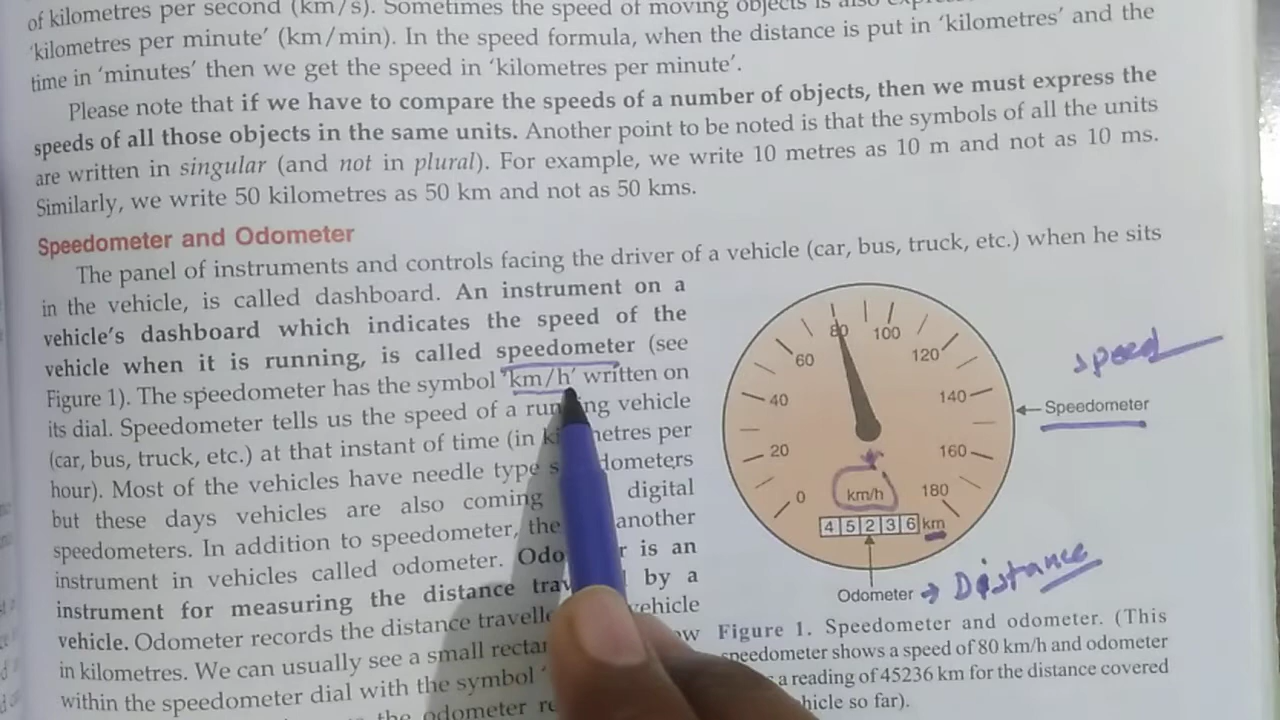 of kilometres per second (km/s). Sometimes the speed of moving objects is also
'kilometres per minute' (km/min). In the speed formula, when the distance is put in 'kilometres' and the
time in 'minutes' then we get the speed in 'kilometres per minute'.
Please note that if we have to compare the speeds of a number of objects, then we must express the
speeds of all those objects in the same units. Another point to be noted is that the symbols of all the units
are written in singular (and not in plural). For example, we write 10 metres as 10 m and not as 10 ms.
Similarly, we write 50 kilometres as 50 km and not as 50 kms.
Speedometer and Odometer
The panel of instruments and controls facing the driver of a vehicle (car, bus, truck, etc.) when he sits
in the vehicle, is called dashboard. An instrument on a
vehicle's dashboard which indicates the speed of the
vehicle when it is running, is called speedometer (see
Figure 1). The speedometer has the symbol 'km/h' written on
its dial. Speedometer tells us the speed of a running vehicle
(car, bus, truck, etc.) at that instant of time (in metres per
hour). Most of the vehicles have needle type
but these days vehicles are also coming digital
speedometers. In addition to speedometer, another
instrument in vehicles called odometer. is an
instrument for measuring the distance by a
vehicle. Odometer records the distance vehicle
in kilometres. We can usually see a small
within the speedometer dial with the symbol
the odometer
0
20
40
60
80
100
120
140
160
180
km/h
45236 km
speed
Speedometer
Odometer → Distance
Figure 1. Speedometer and odometer. (This
speedometer shows a speed of 80 km/h and odometer
a reading of 45236 km for the distance covered
so far).